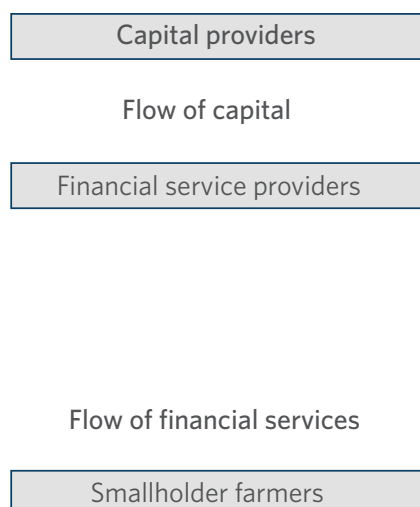 Capital providers
Flow of capital
Financial service providers
Flow of financial services
Smallholder farmers